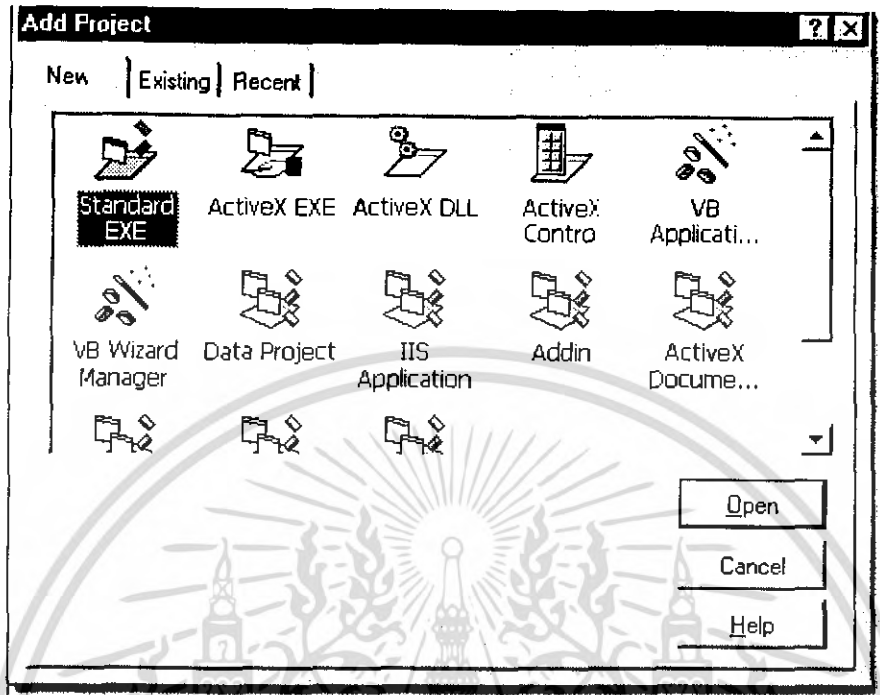 Add Project
? X
New Existing Recent
Standard EXE
ActiveX EXE
ActiveX DLL
ActiveX Contro
VB Applicati...
VB Wizard Manager
Data Project
IIS Application
Addin
ActiveX Docume...
Open
Cancel
Help